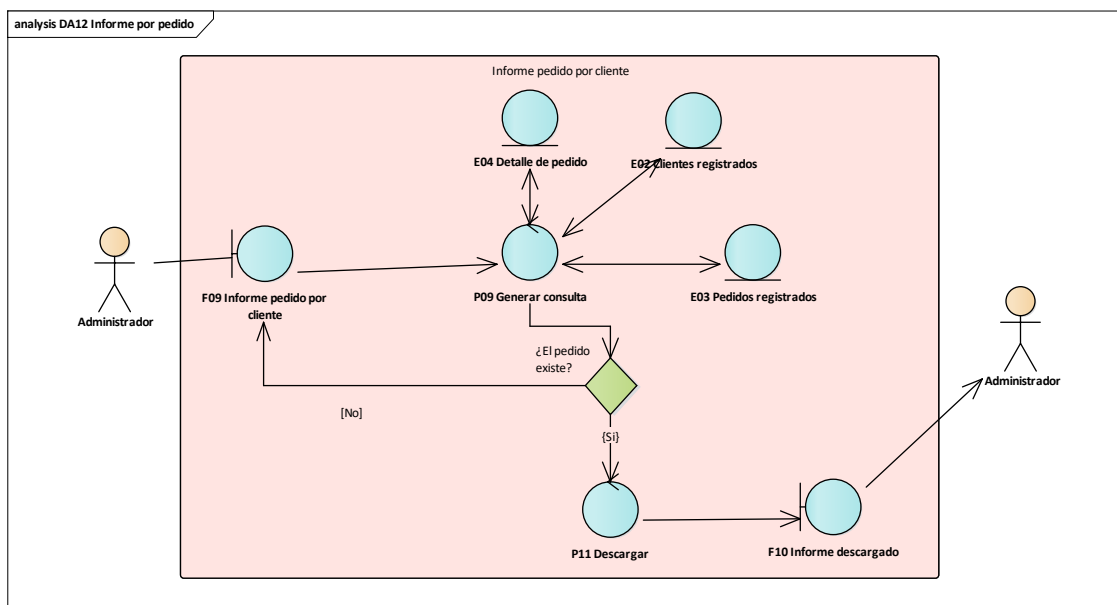 analysis DA12 Informe por pedido
Informe pedido por cliente
E04 Detalle de pedido
E02 Clientes registrados
F09 Informe pedido por
cliente
P09 Generar consulta
E03 Pedidos registrados
Administrador
¿El pedido
existe?
Administrador
[No]
{Si}
P11 Descargar
F10 Informe descargado